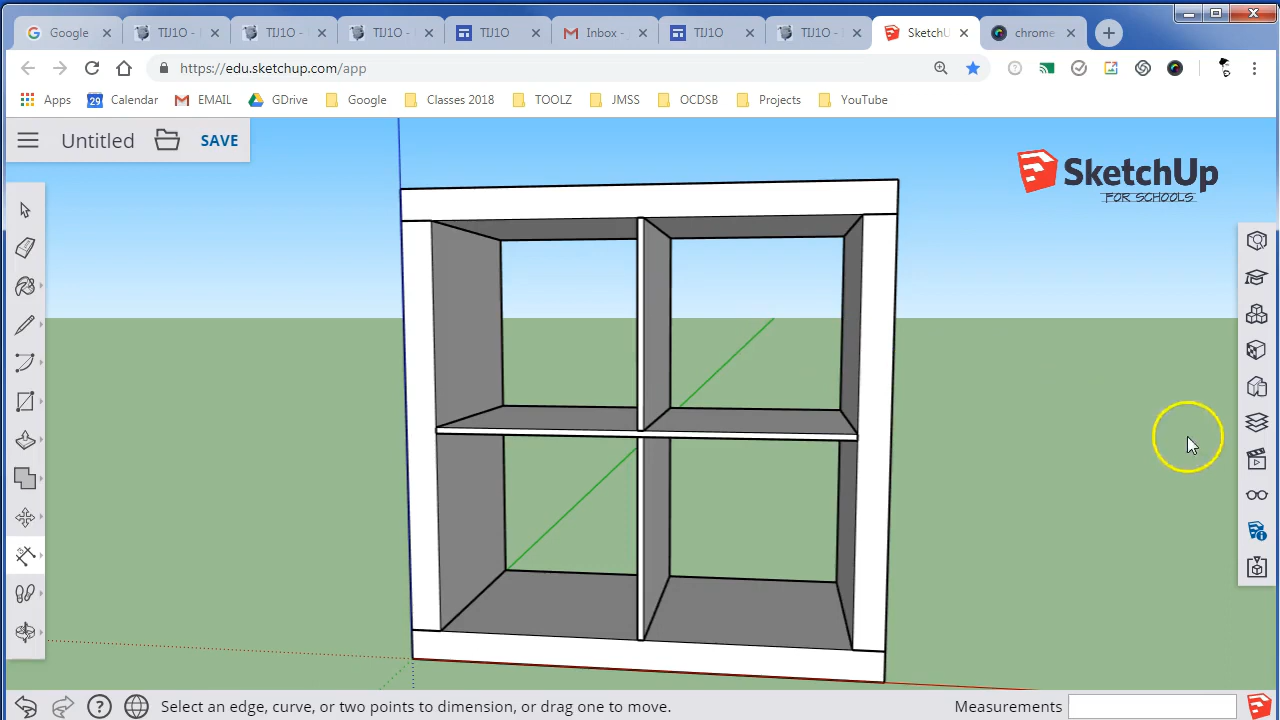 Google
TIJ1O
TIJ1O -
TIJ1O -
TIJ1O
Inbox -
TIJ1O
TIJ1O -
SketchU
chrome
https://edu.sketchup.com/app
Apps
29
Calendar
EMAIL
GDrive
Google
Classes 2018
TOOLZ
JMSS
OCDSB
Projects
YouTube
Untitled
SAVE
SketchUp
FOR SCHOOLS
Select an edge, curve, or two points to dimension, or drag one to move.
Measurements